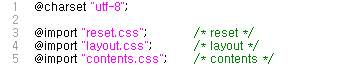 1 @charset "utf-8";
2
3 @import "reset.css"; /* reset */
4 @import "layout.css"; /* layout */
5 @import "contents.css"; /* contents */